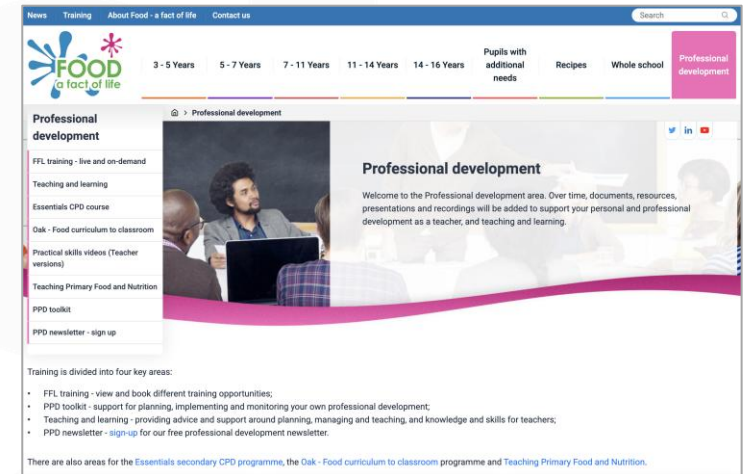 News Training About Food - a fact of life Contact us Search
FOOD
a fact of life
3 - 5 Years 5 - 7 Years 7 - 11 Years 11 - 14 Years 14 - 16 Years Pupils with additional needs Recipes Whole school Professional development
> Professional development
Professional
development
FFL training - live and on-demand
Teaching and learning
Essentials CPD course
Oak - Food curriculum to classroom
Practical skills videos (Teacher
versions)
Teaching Primary Food and Nutrition
PPD toolkit
PPD newsletter - sign up
Professional development
Welcome to the Professional development area. Over time, documents, resources,
presentations and recordings will be added to support your personal and professional
development as a teacher, and teaching and learning.
in
Training is divided into four key areas:
• FFL training - view and book different training opportunities;
• PPD toolkit - support for planning, implementing and monitoring your own professional development;
• Teaching and learning - providing advice and support around planning, managing and teaching, and knowledge and skills for teachers;
• PPD newsletter - sign-up for our free professional development newsletter.
There are also areas for the Essentials secondary CPD programme, the Oak - Food curriculum to classroom programme and Teaching Primary Food and Nutrition.